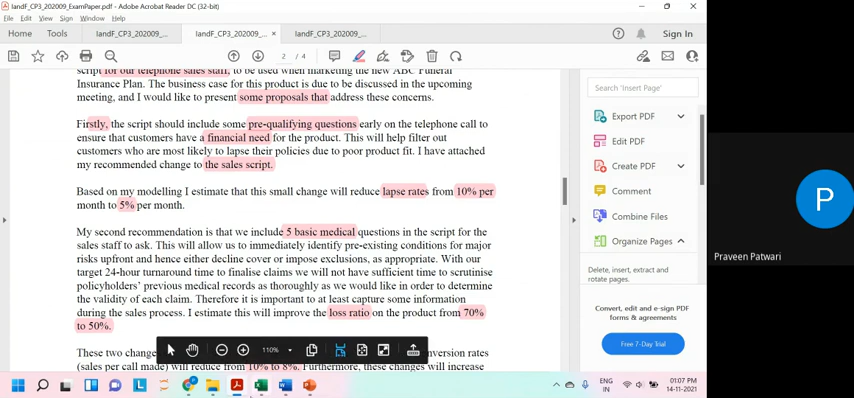 IandF_CP3_202009_ExamPaper.pdf - Adobe Acrobat Reader DC (32-bit)
File Edit View Sign Window Help
Home Tools IandF_CP3_202009_... IandF_CP3_202009_... × IandF_CP3_202009_... Sign In
2 / 4
script for our telephone sales staff, to be used when marketing the new ABC Funeral
Insurance Plan. The business case for this product is due to be discussed in the upcoming
meeting, and I would like to present some proposals that address these concerns.
Firstly, the script should include some pre-qualifying questions early on the telephone call to
ensure that customers have a financial need for the product. This will help filter out
customers who are most likely to lapse their policies due to poor product fit. I have attached
my recommended change to the sales script.
Based on my modelling I estimate that this small change will reduce lapse rates from 10% per
month to 5% per month.
My second recommendation is that we include 5 basic medical questions in the script for the
sales staff to ask. This will allow us to immediately identify pre-existing conditions for major
risks upfront and hence either decline cover or impose exclusions, as appropriate. With our
target 24-hour turnaround time to finalise claims we will not have sufficient time to scrutinise
policyholders' previous medical records as thoroughly as we would like in order to determine
the validity of each claim. Therefore it is important to at least capture some information
during the sales process. I estimate this will improve the loss ratio on the product from 70%
to 50%.
These two change
nversion rates
(sales per call made) will reduce from 10% to 8%. Furthermore, these changes will increase
110%
Search 'Insert Page'
Export PDF
Edit PDF
Create PDF
Comment
Combine Files
Organize Pages
Delete, insert, extract and
rotate pages.
Convert, edit and e-sign PDF
forms & agreements
Free 7-Day Trial
P
Praveen Patwari
ENG
IN
01:07 PM
14-11-2021